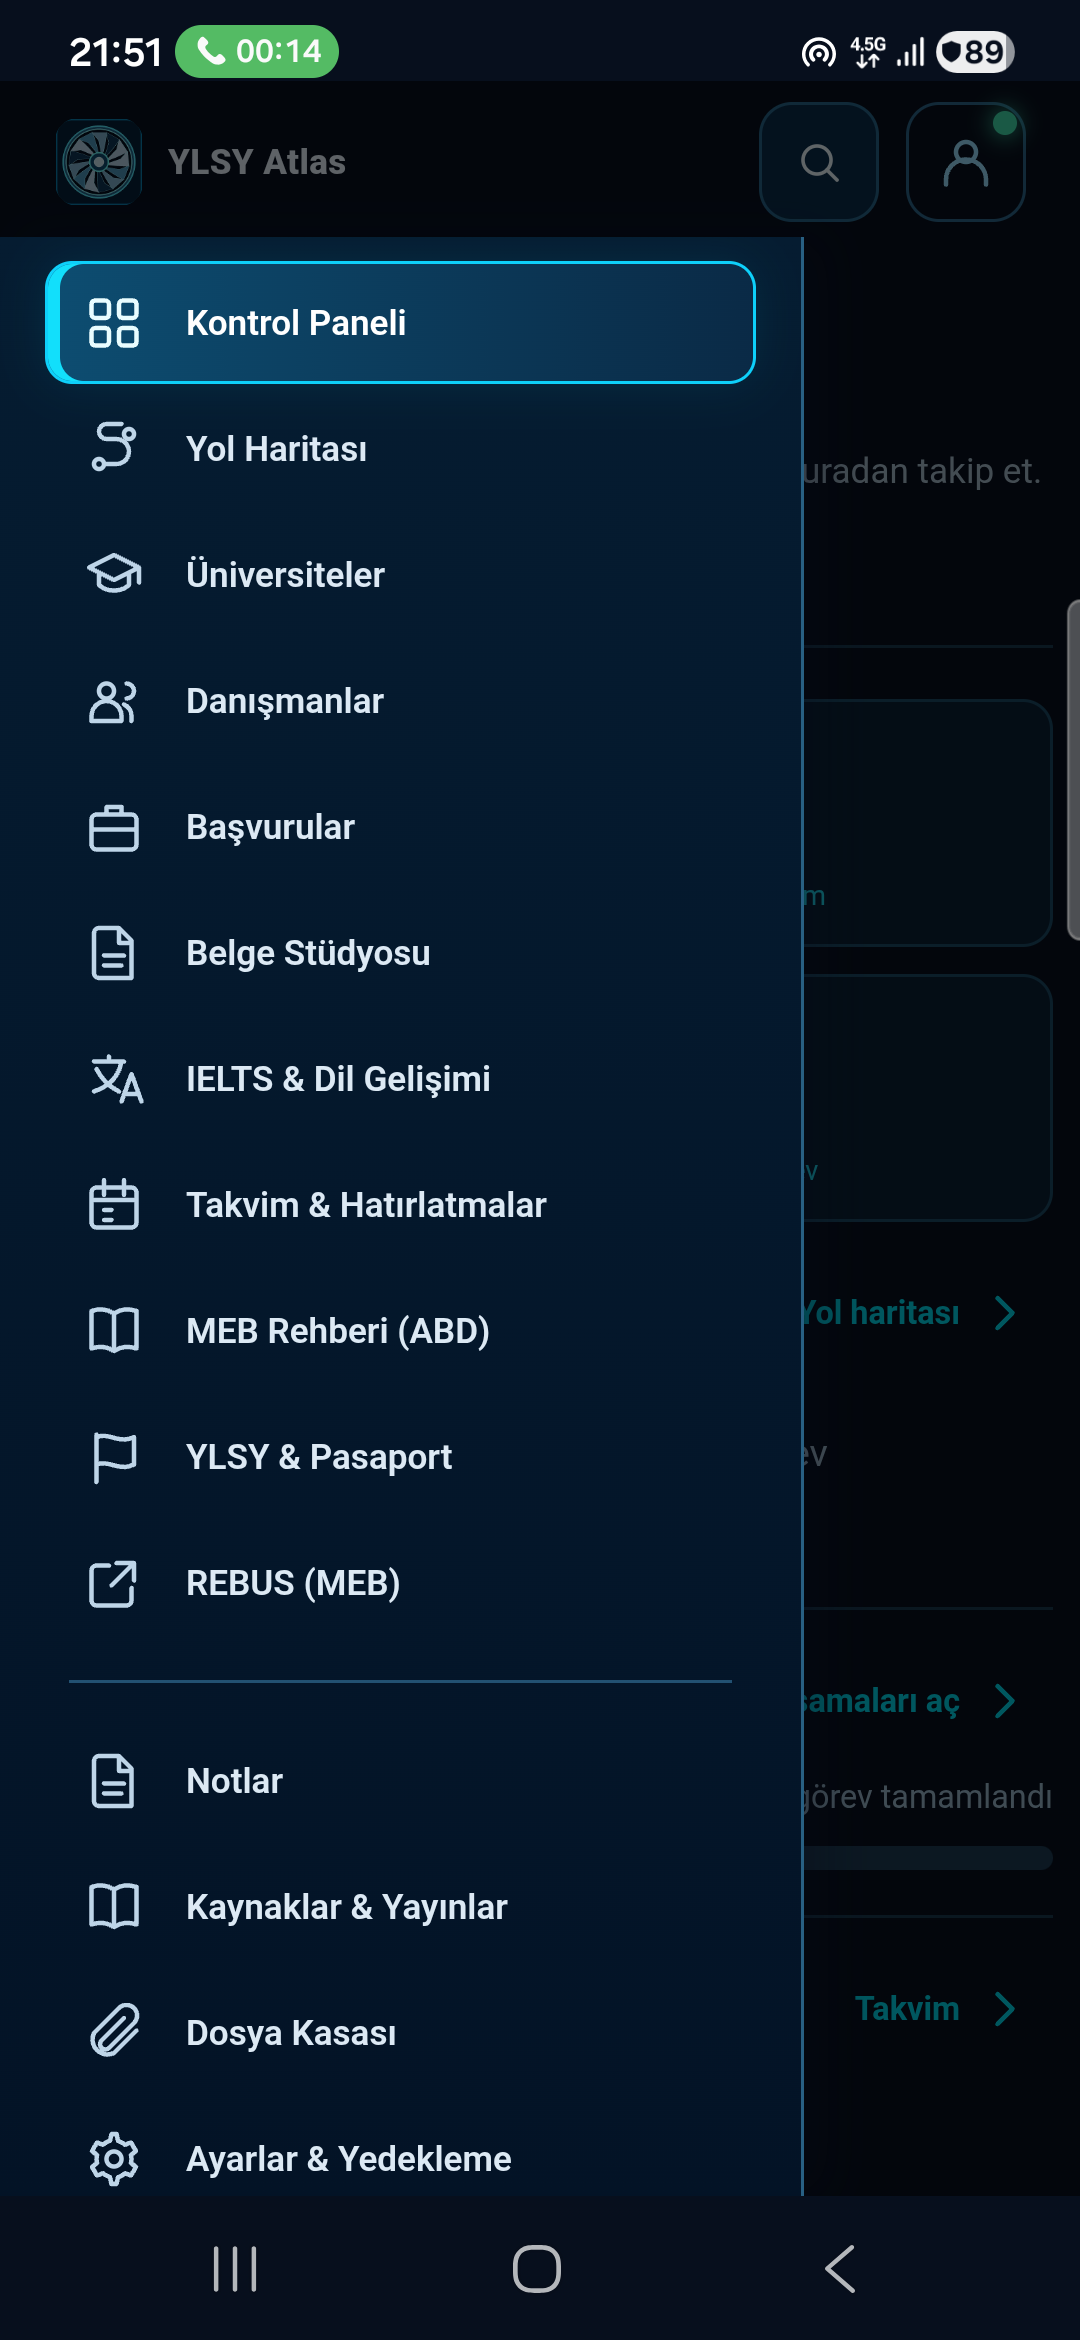 21:51 00:14 4.5G 89
YLSY Atlas
Kontrol Paneli
Yol Haritası
uradan takip et.
Üniversiteler
Danışmanlar
Başvurular
m
Belge Stüdyosu
IELTS & Dil Gelişimi
v
Takvim & Hatırlatmalar
Yol haritası
MEB Rehberi (ABD)
YLSY & Pasaport
ev
REBUS (MEB)
şamaları aç
Notlar
görev tamamlandı
Kaynaklar & Yayınlar
Takvim
Dosya Kasası
Ayarlar & Yedekleme